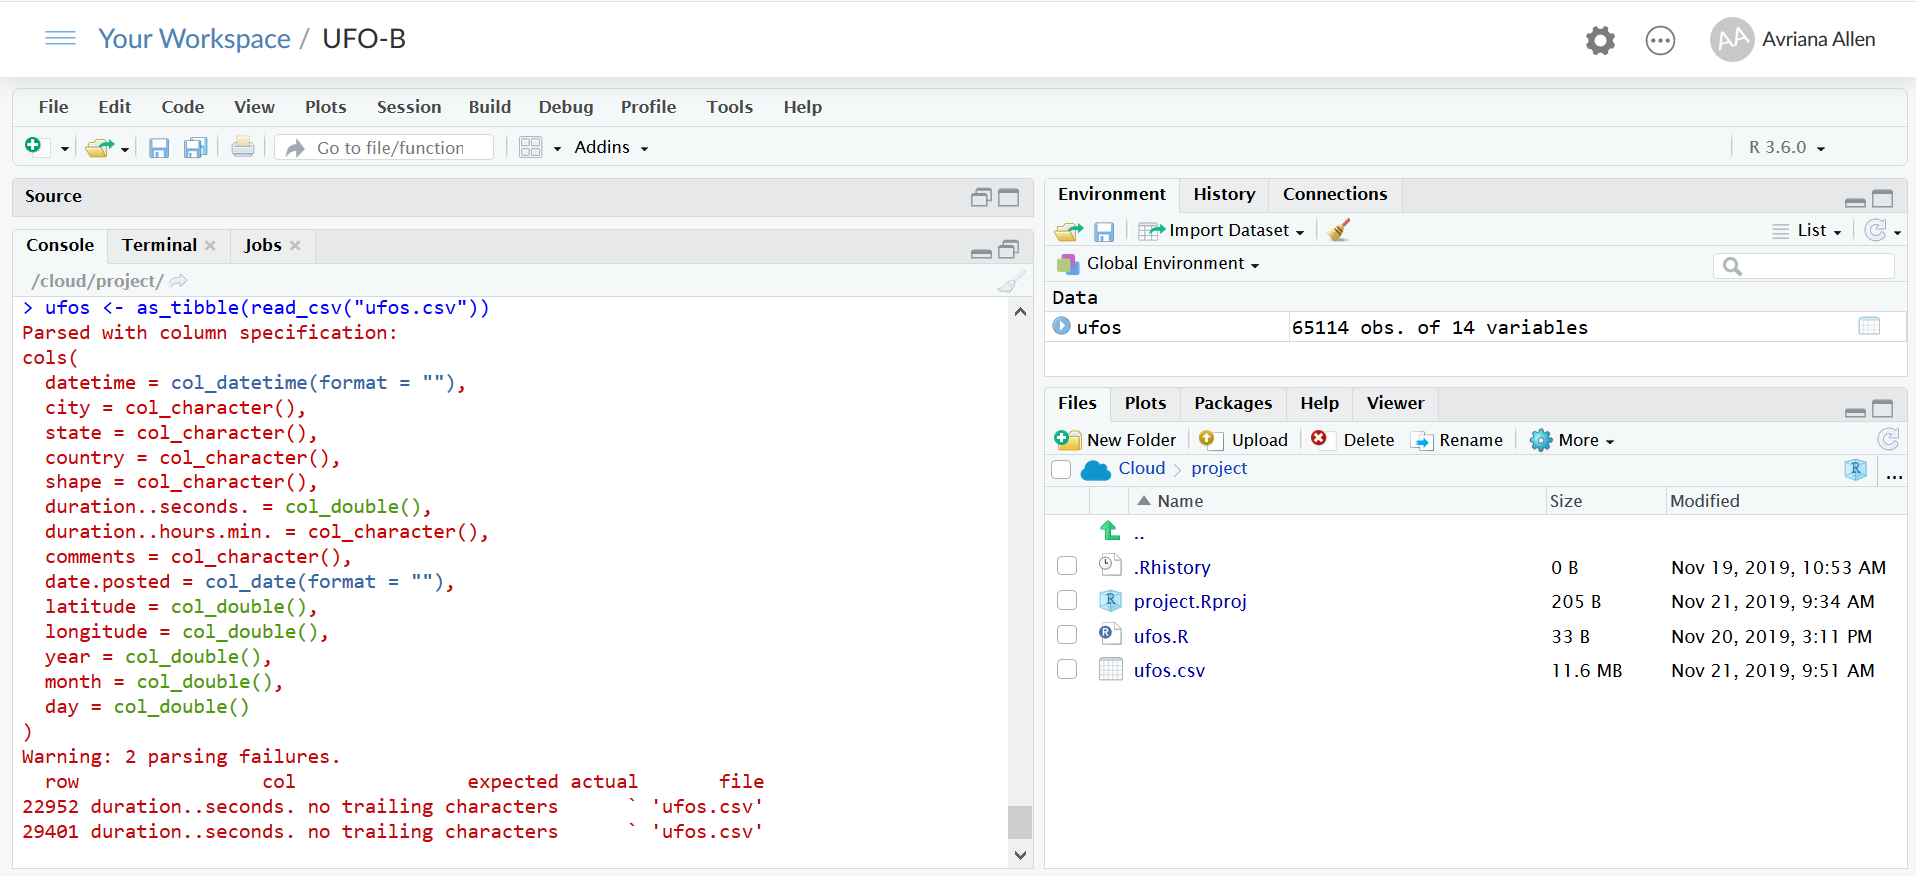 Your Workspace / UFO-B
AA Avriana Allen
File Edit Code View Plots Session Build Debug Profile Tools Help
Go to file/function Addins R 3.6.0
Source
Console Terminal Jobs
/cloud/project/
> ufos <- as_tibble(read_csv("ufos.csv"))
Parsed with column specification:
cols(
  datetime = col_datetime(format = ""),
  city = col_character(),
  state = col_character(),
  country = col_character(),
  shape = col_character(),
  duration..seconds. = col_double(),
  duration..hours.min. = col_character(),
  comments = col_character(),
  date.posted = col_date(format = ""),
  latitude = col_double(),
  longitude = col_double(),
  year = col_double(),
  month = col_double(),
  day = col_double()
)
Warning: 2 parsing failures.
  row                col               expected actual       file
22952 duration..seconds. no trailing characters      ` 'ufos.csv'
29401 duration..seconds. no trailing characters      ` 'ufos.csv'
Environment History Connections
Import Dataset List
Global Environment
Data
ufos 65114 obs. of 14 variables
Files Plots Packages Help Viewer
New Folder Upload Delete Rename More
Cloud project ...
Name Size Modified
..
.Rhistory 0 B Nov 19, 2019, 10:53 AM
project.Rproj 205 B Nov 21, 2019, 9:34 AM
ufos.R 33 B Nov 20, 2019, 3:11 PM
ufos.csv 11.6 MB Nov 21, 2019, 9:51 AM